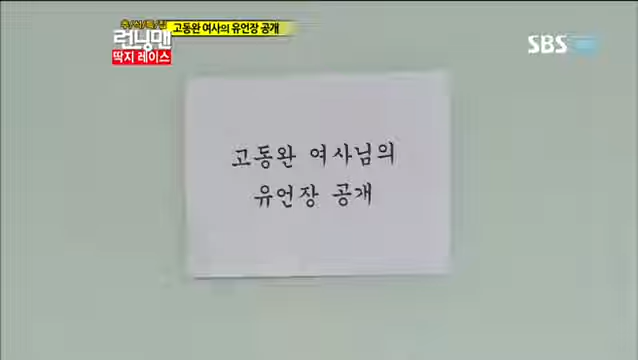 추/석/특/집
런닝맨
딱지 레이스
고동완 여사의 유언장 공개
SBS
고동완 여사님의
유언장 공개